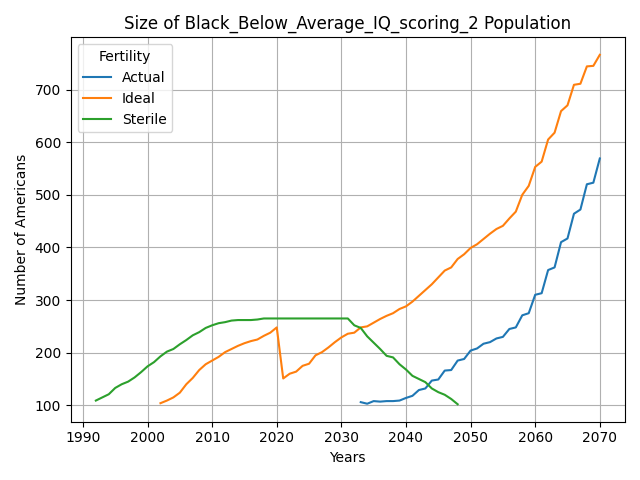 Size of Black_Below_Average_IQ_scoring_2 Population
Fertility
Actual
Ideal
Sterile
Number of Americans
700
600
500
400
300
200
100
1990
2000
2010
2020
2030
2040
2050
2060
2070
Years